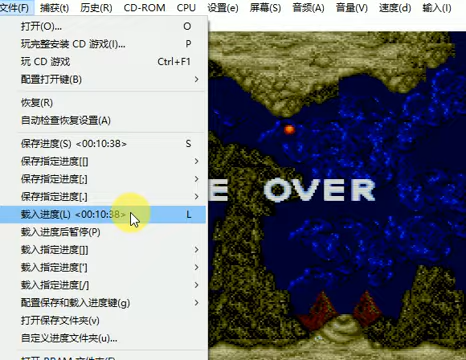 文件(F) 捕获(t) 历史(R) CD-ROM CPU 设置(e) 屏幕(S) 音频(A) 音量(V) 速度(d) 输入(I)
打开(O)... O
玩完整安装 CD 游戏(I)... P
玩 CD 游戏 Ctrl+F1
配置打开键(B) >
恢复(R)
自动检查恢复设置(A)
保存进度(S) <00:10:38> S
保存指定进度[[] >
保存指定进度[;] >
保存指定进度[,] >
载入进度(L) <00:10:38> L
载入进度后暂停(P)
载入指定进度[]] >
载入指定进度['] >
载入指定进度[/] >
配置保存和载入进度键(g) >
打开保存文件夹(v)
自定义进度文件夹(u)...
E OVER